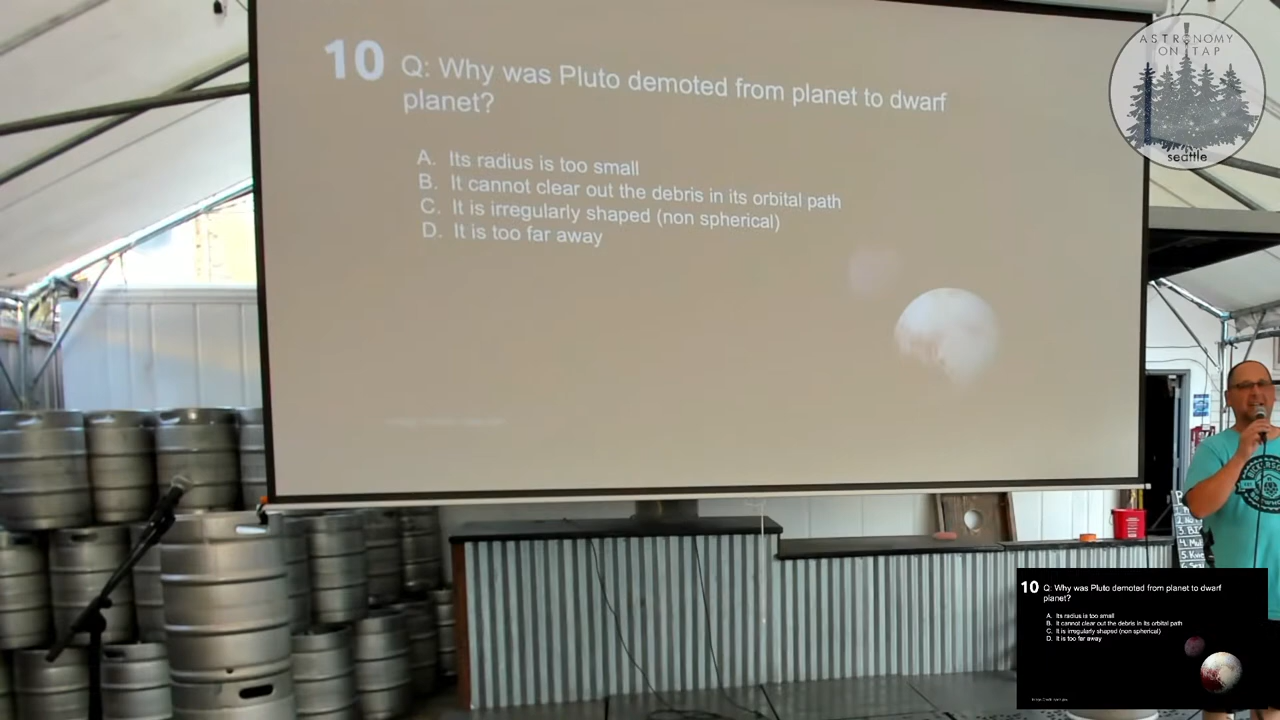 10 Q: Why was Pluto demoted from planet to dwarf
planet?
A. Its radius is too small
B. It cannot clear out the debris in its orbital path
C. It is irregularly shaped (non spherical)
D. It is too far away
ASTRONOMY
ON TAP
seattle
10 Q: Why was Pluto demoted from planet to dwarf
planet?
A. Its radius is too small
B. It cannot clear out the debris in its orbital path
C. It is irregularly shaped (non spherical)
D. It is too far away